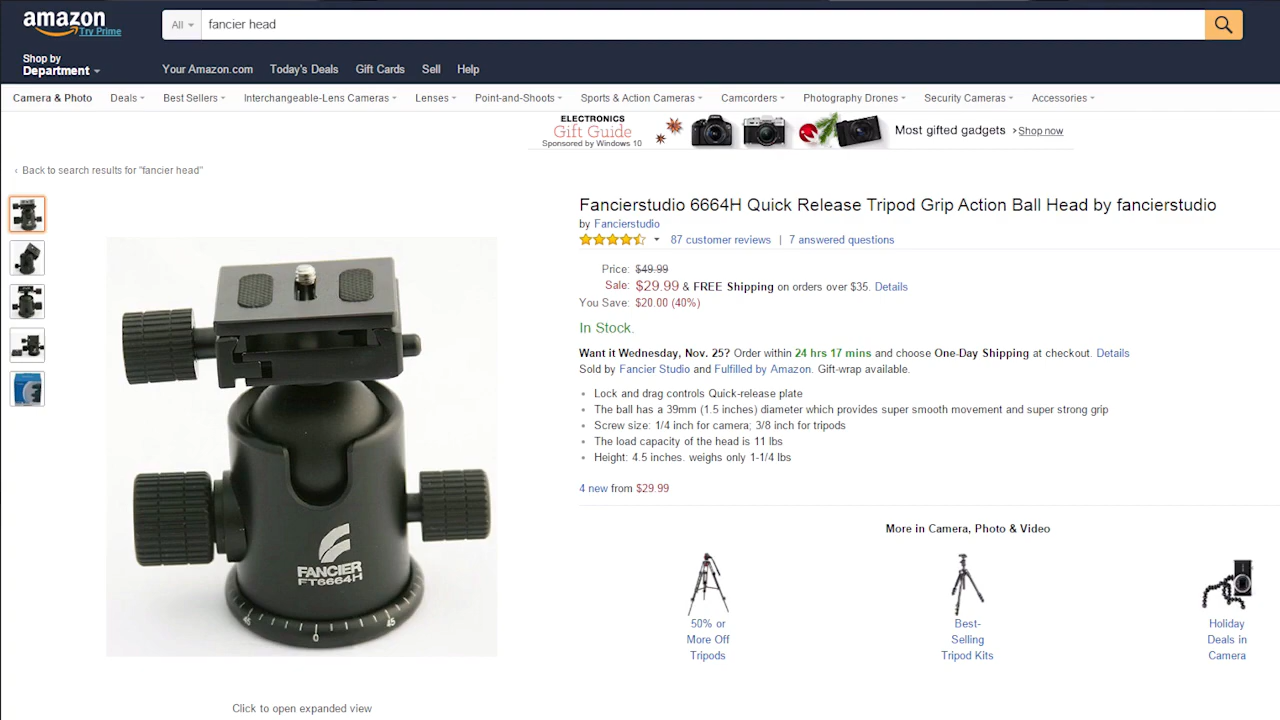 amazon
Try Prime
All
fancier head
Shop by
Department
Your Amazon.com
Today's Deals
Gift Cards
Sell
Help
Camera & Photo
Deals
Best Sellers
Interchangeable-Lens Cameras
Lenses
Point-and-Shoots
Sports & Action Cameras
Camcorders
Photography Drones
Security Cameras
Accessories
ELECTRONICS
Gift Guide
Sponsored by Windows 10
Most gifted gadgets › Shop now
‹ Back to search results for "fancier head"
Fancierstudio 6664H Quick Release Tripod Grip Action Ball Head by fancierstudio
by Fancierstudio
87 customer reviews | 7 answered questions
Price: $49.99
Sale: $29.99 & FREE Shipping on orders over $35. Details
You Save: $20.00 (40%)
In Stock.
Want it Wednesday, Nov. 25? Order within 24 hrs 17 mins and choose One-Day Shipping at checkout. Details
Sold by Fancier Studio and Fulfilled by Amazon. Gift-wrap available.
• Lock and drag controls Quick-release plate
• The ball has a 39mm (1.5 inches) diameter which provides super smooth movement and super strong grip
• Screw size: 1/4 inch for camera; 3/8 inch for tripods
• The load capacity of the head is 11 lbs
• Height: 4.5 inches. weighs only 1-1/4 lbs
4 new from $29.99
FANCIER
FT6664H
45 0 45
More in Camera, Photo & Video
50% or
More Off
Tripods
Best-
Selling
Tripod Kits
Holiday
Deals in
Camera
Click to open expanded view